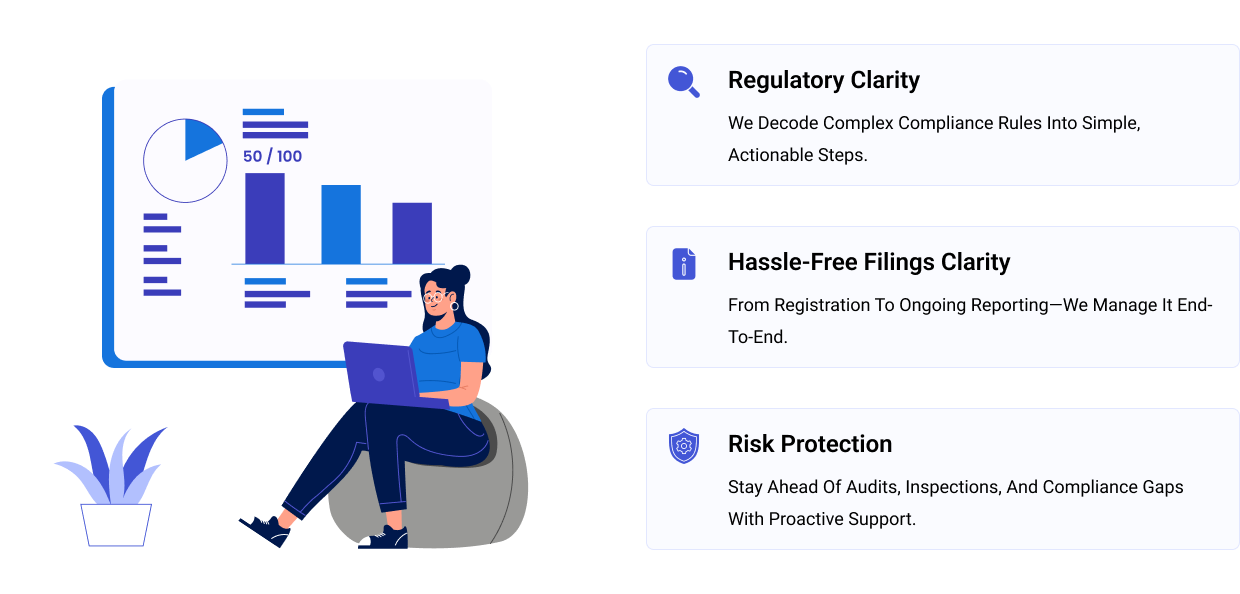 50 / 100
Regulatory Clarity
We Decode Complex Compliance Rules Into Simple,
Actionable Steps.
Hassle-Free Filings Clarity
From Registration To Ongoing Reporting—We Manage It End-
To-End.
Risk Protection
Stay Ahead Of Audits, Inspections, And Compliance Gaps
With Proactive Support.